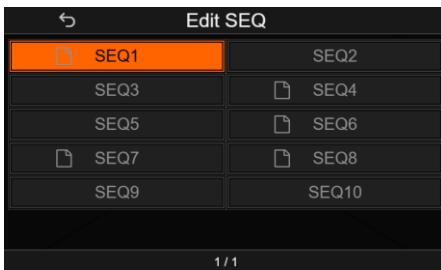 Edit SEQ
SEQ1 SEQ2
SEQ3 SEQ4
SEQ5 SEQ6
SEQ7 SEQ8
SEQ9 SEQ10
1/1